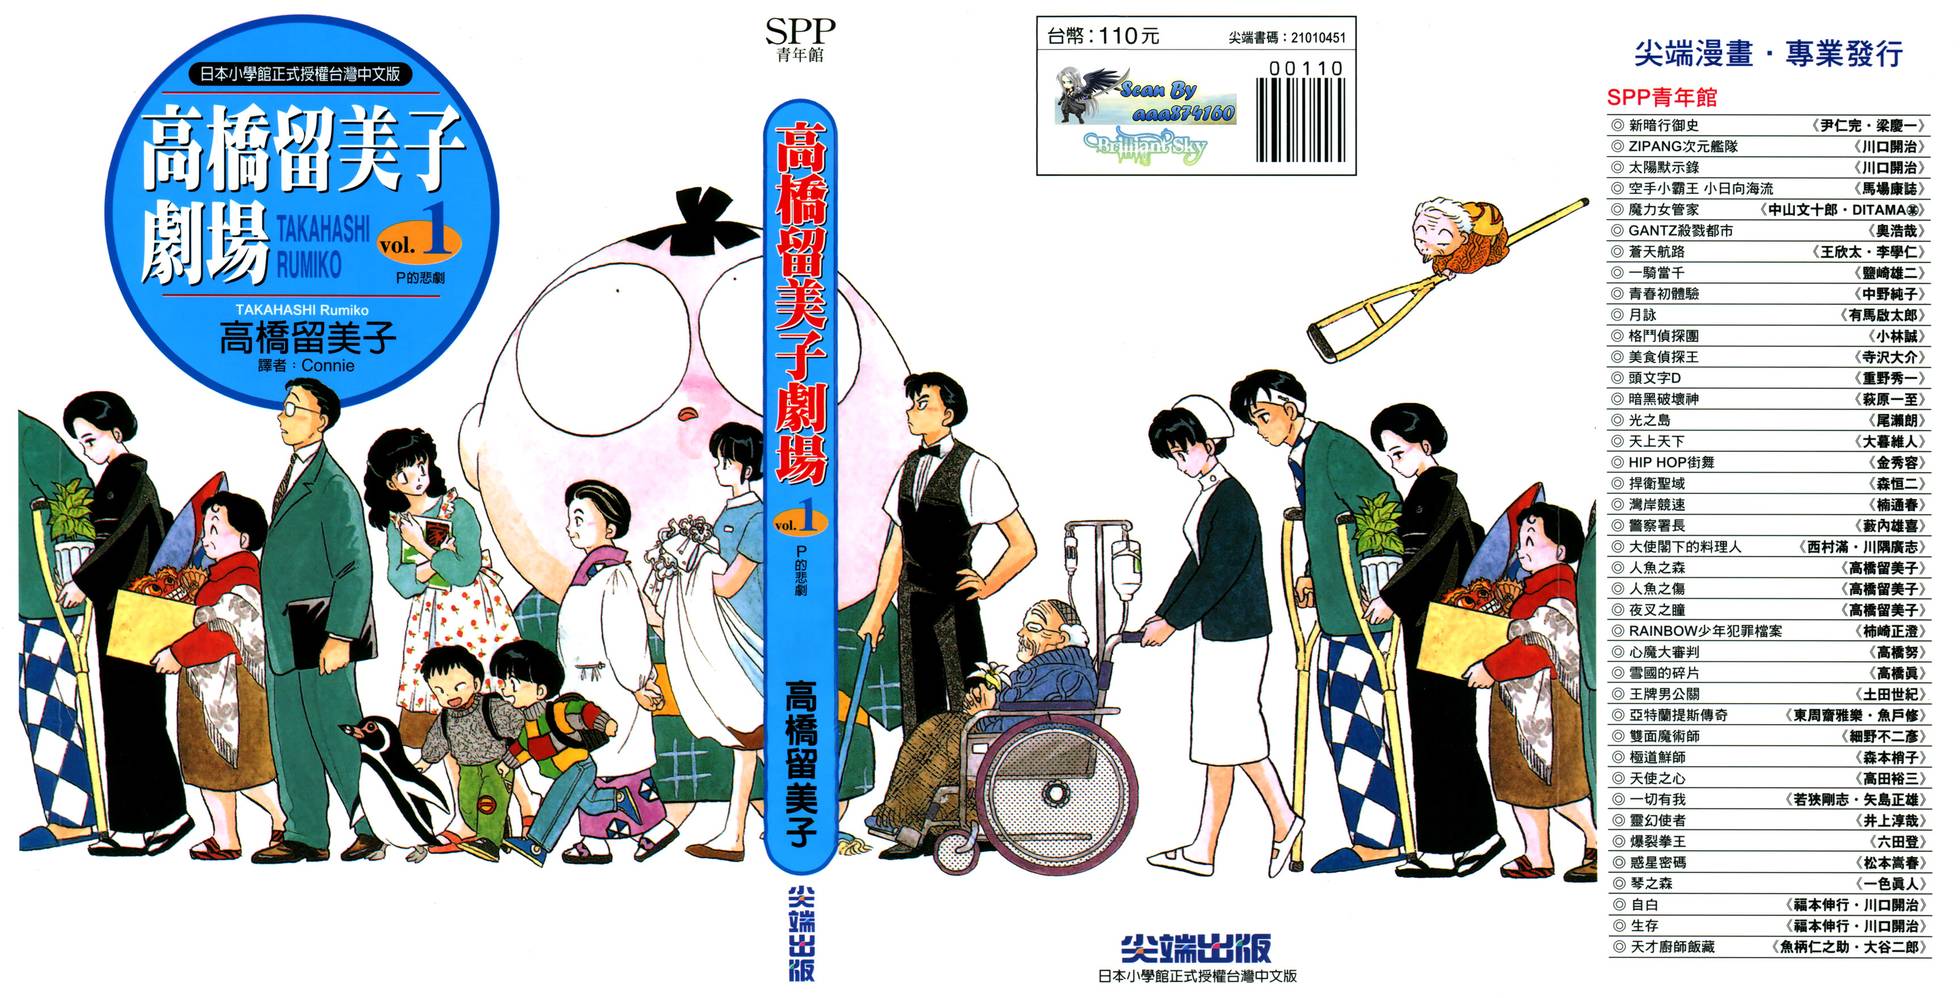 日本小學館正式授權台灣中文版
高橋留美子
劇場
TAKAHASHI
RUMIKO
vol.1
P的悲劇
TAKAHASHI Rumiko
高橋留美子
譯者：Connie
SPP
青年館
高橋留美子劇場
vol.1
P的悲劇
高橋留美子
尖端出版
台幣：110元
尖端書碼：21010451
00110
Scan By
aaa874160
Brilliant Sky
尖端出版
日本小學館正式授權台灣中文版
尖端漫畫・專業發行
SPP青年館
◎ 新暗行御史 《尹仁完・梁慶一》
◎ ZIPANG次元艦隊 《川口開治》
◎ 太陽默示錄 《川口開治》
◎ 空手小霸王 小日向海流 《馬場康誌》
◎ 魔力女管家 《中山文十郎・DITAMA㊣》
◎ GANTZ殺戮都市 《奧浩哉》
◎ 蒼天航路 《王欣太・李學仁》
◎ 一騎當千 《鹽崎雄二》
◎ 青春初體驗 《中野純子》
◎ 月詠 《有馬啟太郎》
◎ 格鬥偵探團 《小林誠》
◎ 美食偵探王 《寺沢大介》
◎ 頭文字D 《重野秀一》
◎ 暗黑破壞神 《萩原一至》
◎ 光之島 《尾瀨朗》
◎ 天上天下 《大暮維人》
◎ HIP HOP街舞 《金秀容》
◎ 捍衛聖域 《森恒二》
◎ 灣岸競速 《楠通春》
◎ 警察署長 《藪內雄喜》
◎ 大使閣下的料理人 《西村滿・川隅廣志》
◎ 人魚之森 《高橋留美子》
◎ 人魚之傷 《高橋留美子》
◎ 夜叉之瞳 《高橋留美子》
◎ RAINBOW少年犯罪檔案 《柿崎正澄》
◎ 心魔大審判 《高橋努》
◎ 雪國的碎片 《高橋真》
◎ 王牌男公關 《土田世紀》
◎ 亞特蘭提斯傳奇 《東周齋雅樂・魚戶修》
◎ 雙面魔術師 《細野不二彥》
◎ 極道鮮師 《森本梢子》
◎ 天使之心 《高田裕三》
◎ 一切有我 《若狹剛志・矢島正雄》
◎ 靈幻使者 《井上淳哉》
◎ 爆裂拳王 《六田登》
◎ 惑星密碼 《松本嵩春》
◎ 琴之森 《一色眞人》
◎ 自白 《福本伸行・川口開治》
◎ 生存 《福本伸行・川口開治》
◎ 天才廚師飯藏 《魚柄仁之助・大谷二郎》